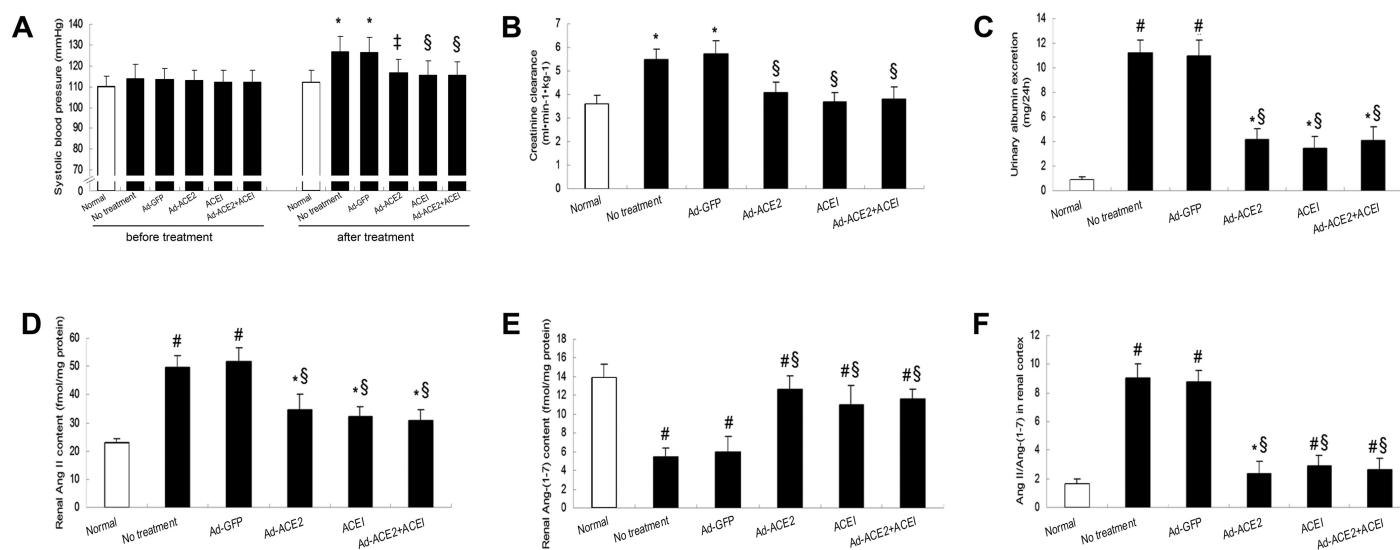 A
Systolic blood pressure (mmHg)
140
130
120
110
100
90
80
70
60
0
* * ‡ § §
Normal No treatment Ad-GFP Ad-ACE2 ACEI Ad-ACE2+ACEI
Normal No treatment Ad-GFP Ad-ACE2 ACEI Ad-ACE2+ACEI
before treatment
after treatment
B
Creatinine clearance
(ml•min-1•kg-1)
7
6
5
4
3
2
1
0
* * § § §
Normal No treatment Ad-GFP Ad-ACE2 ACEI Ad-ACE2+ACEI
C
Urinary albumin excretion
(mg/24h)
14
12
10
8
6
4
2
0
# # *§ *§ *§
Normal No treatment Ad-GFP Ad-ACE2 ACEI Ad-ACE2+ACEI
D
Renal Ang II content (fmol/mg protein)
60
50
40
30
20
10
0
# # *§ *§ *§
Normal No treatment Ad-GFP Ad-ACE2 ACEI Ad-ACE2+ACEI
E
Renal Ang-(1-7) content (fmol/mg protein)
18
16
14
12
10
8
6
4
2
0
# # #§ #§ #§
Normal No treatment Ad-GFP Ad-ACE2 ACEI Ad-ACE2+ACEI
F
Ang II/Ang-(1-7) in renal cortex
12
10
8
6
4
2
0
# # *§ #§ #§
Normal No treatment Ad-GFP Ad-ACE2 ACEI Ad-ACE2+ACEI